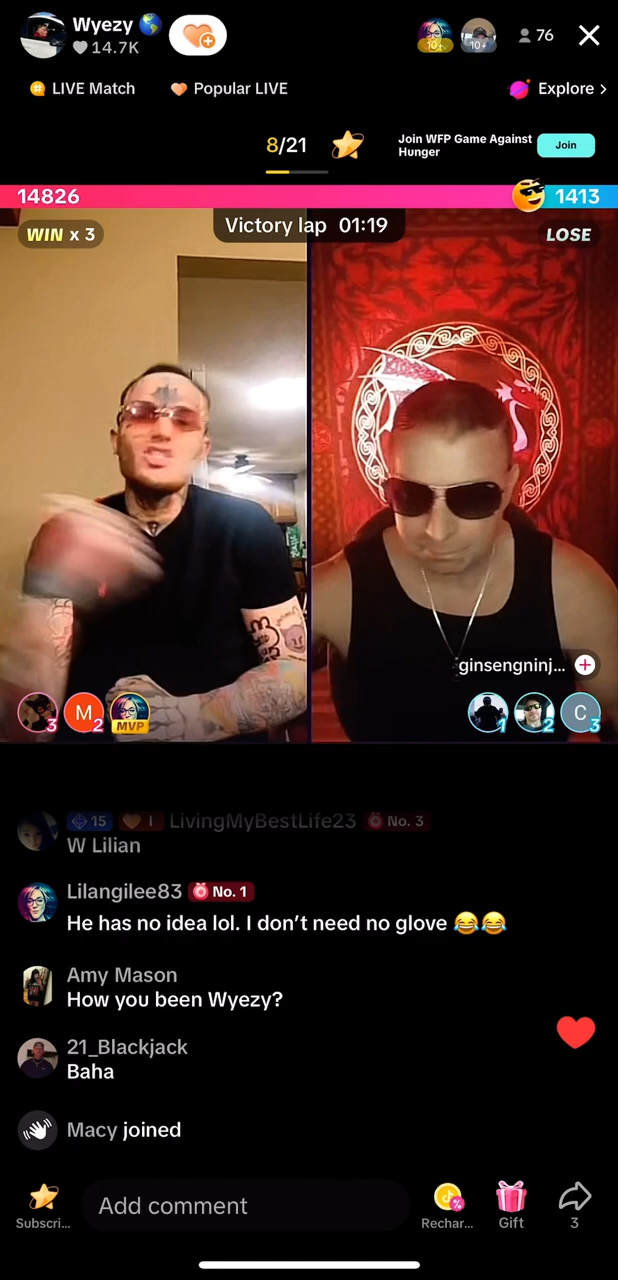 Wyezy 🌎
14.7K
10+
10+
76
LIVE Match
Popular LIVE
Explore >
8/21
Join WFP Game Against
Hunger
Join
14826
1413
WIN x 3
Victory lap 01:19
LOSE
ginsengninj...
3
M
2
MVP
1
2
C
3
15
I
LivingMyBestLife23
No. 3
W Lilian
Lilangilee83
No. 1
He has no idea lol. I don’t need no glove 😂😂
Amy Mason
How you been Wyezy?
21_Blackjack
Baha
Macy joined
Add comment
Subscri...
Rechar...
Gift
3